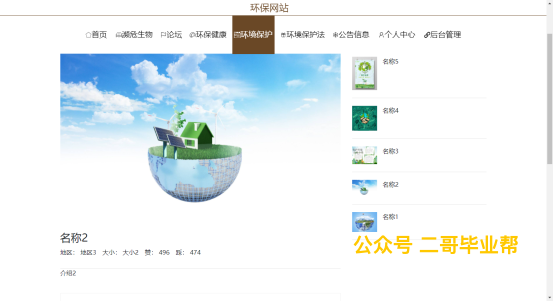 环保网站
首页 濒危生物 论坛 环保健康 环境保护 环境保护法 公告信息 个人中心 后台管理
名称2
地区: 地区3 大小: 大小2 赞: 496 踩: 474
介绍2
名称5
名称4
名称3
名称2
名称1
公众号 二哥毕业帮